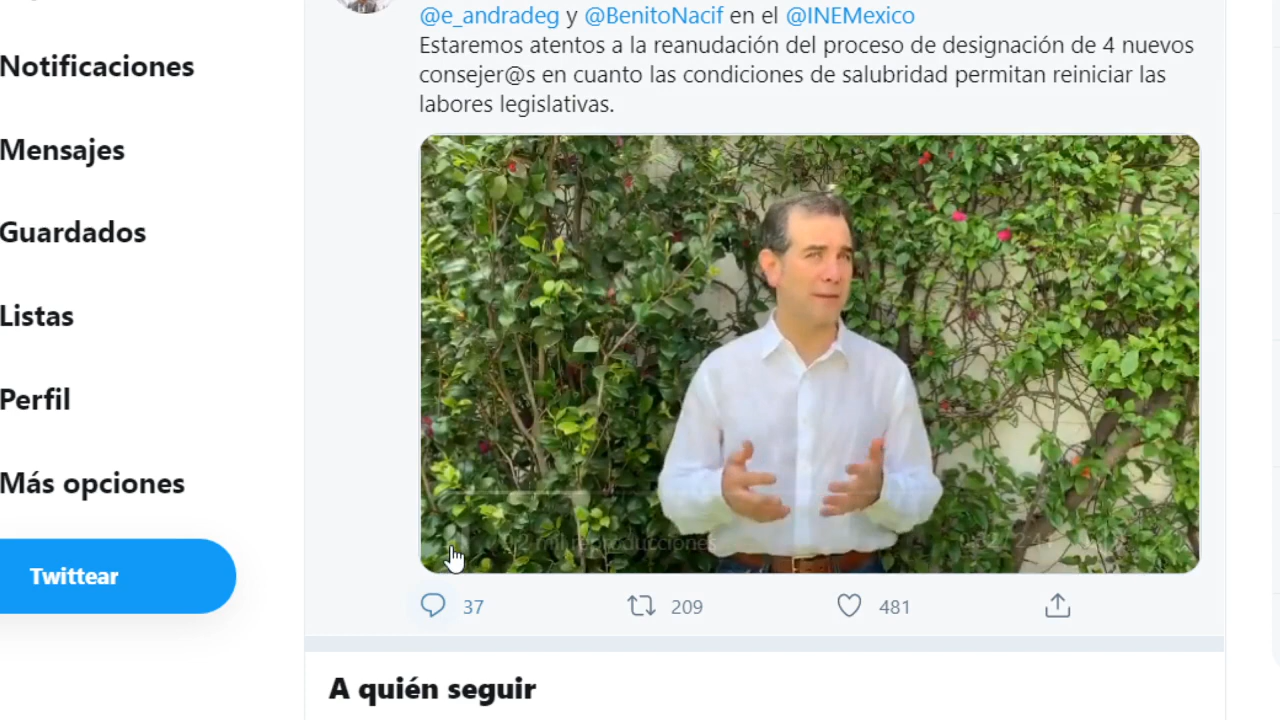 @e_andradeg y @BenitoNacif en el @INEMexico
Estaremos atentos a la reanudación del proceso de designación de 4 nuevos
consejer@s en cuanto las condiciones de salubridad permitan reiniciar las
labores legislativas.
Notificaciones
Mensajes
Guardados
Listas
Perfil
Más opciones
Twittear
mil reproducciones
37
209
481
A quién seguir